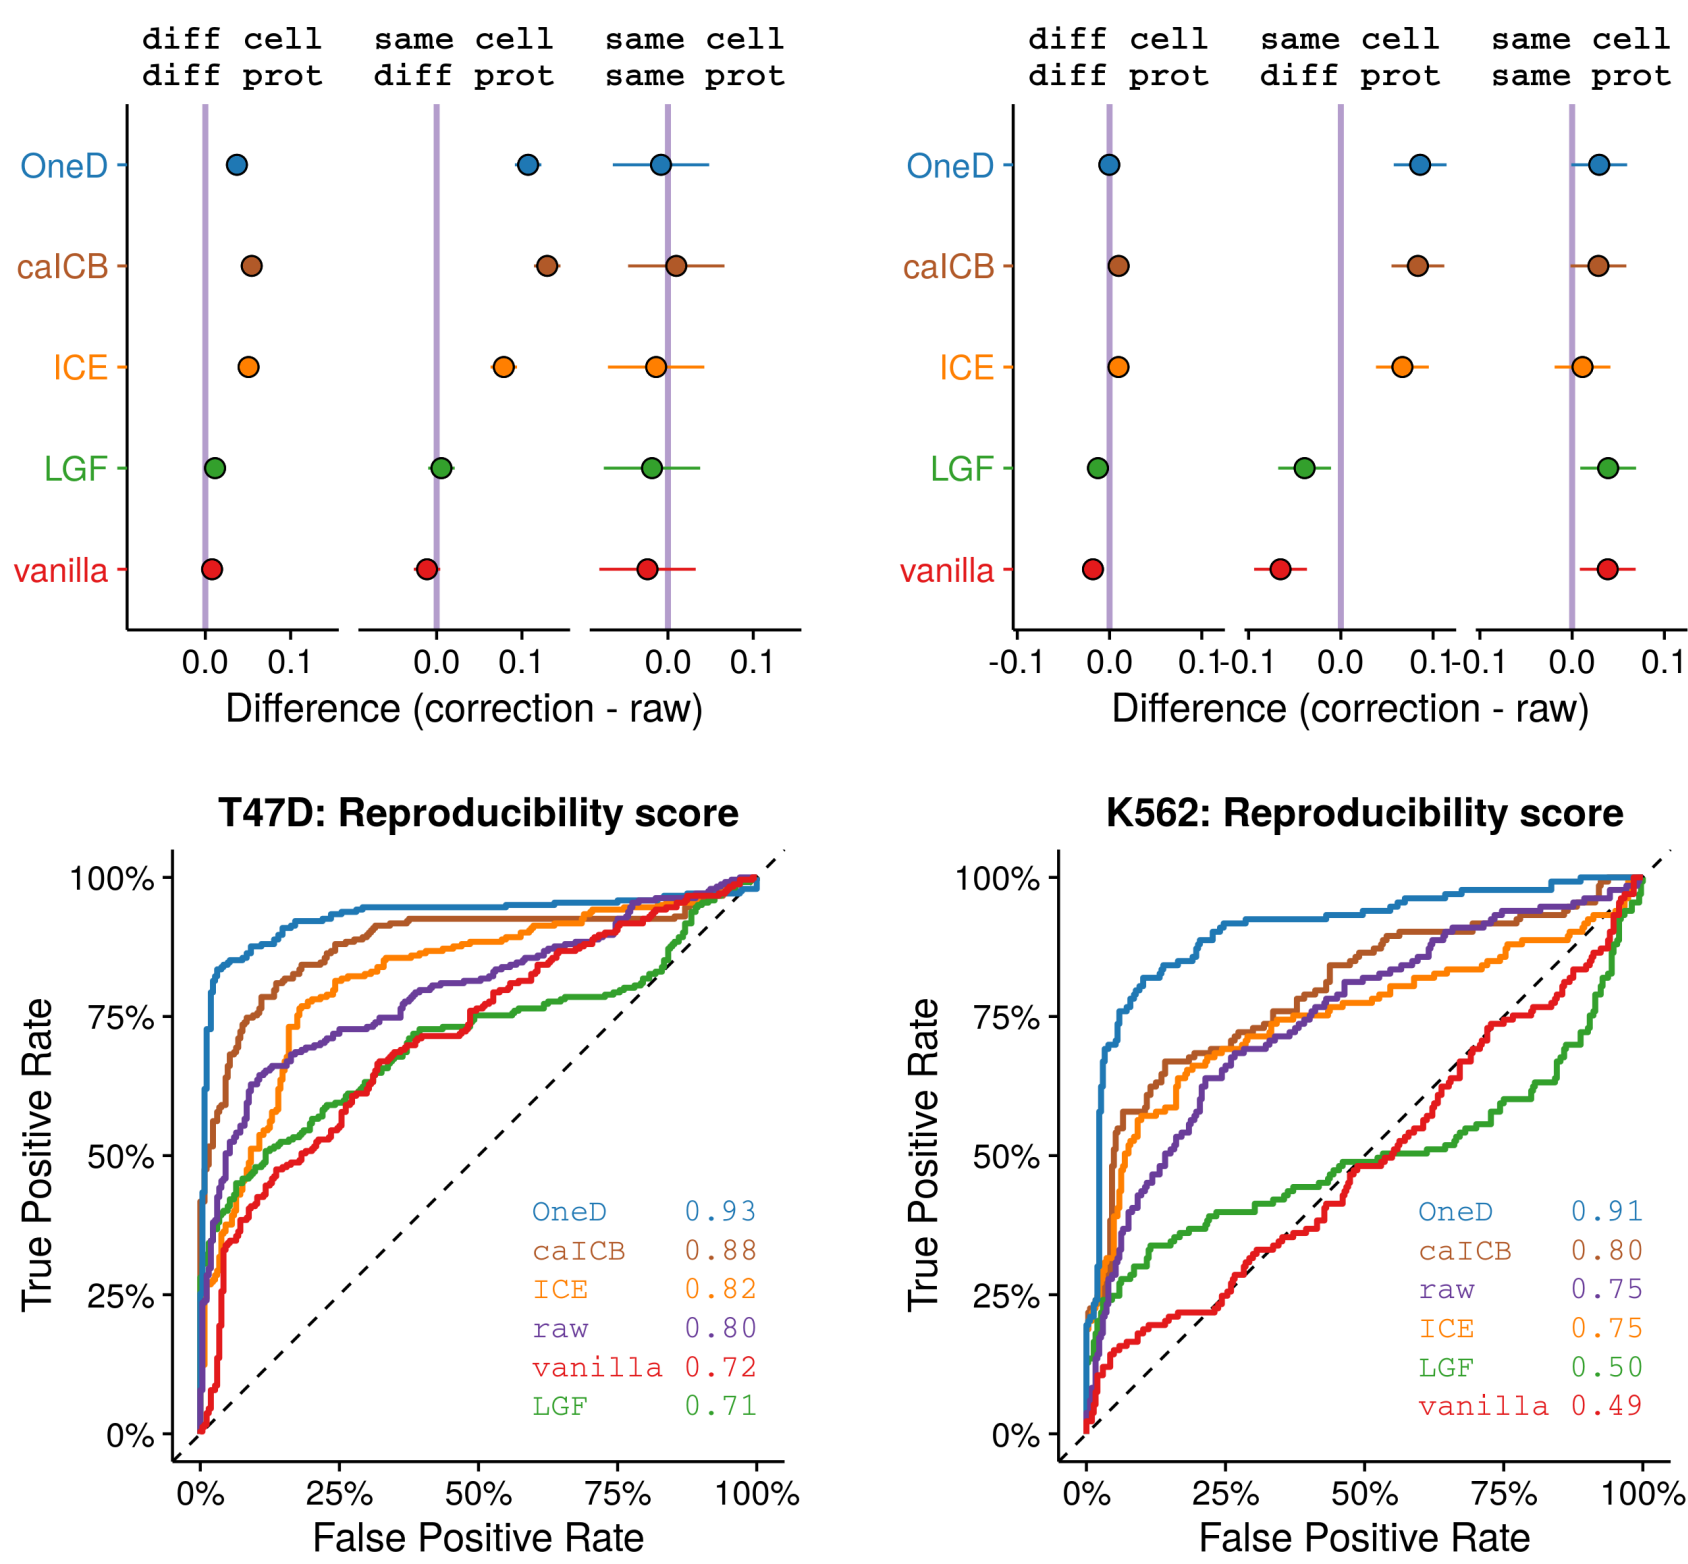 diff cell same cell same cell
diff prot diff prot same prot
OneD
caICB
ICE
LGF
vanilla
0.0 0.1 0.0 0.1 0.0 0.1
Difference (correction - raw)
diff cell same cell same cell
diff prot diff prot same prot
OneD
caICB
ICE
LGF
vanilla
-0.1 0.0 0.1 -0.1 0.0 0.1 -0.1 0.0 0.1
Difference (correction - raw)
T47D: Reproducibility score
True Positive Rate
100%
75%
50%
25%
0%
OneD 0.93
caICB 0.88
ICE 0.82
raw 0.80
vanilla 0.72
LGF 0.71
0% 25% 50% 75% 100%
False Positive Rate
K562: Reproducibility score
True Positive Rate
100%
75%
50%
25%
0%
OneD 0.91
caICB 0.80
raw 0.75
ICE 0.75
LGF 0.50
vanilla 0.49
0% 25% 50% 75% 100%
False Positive Rate